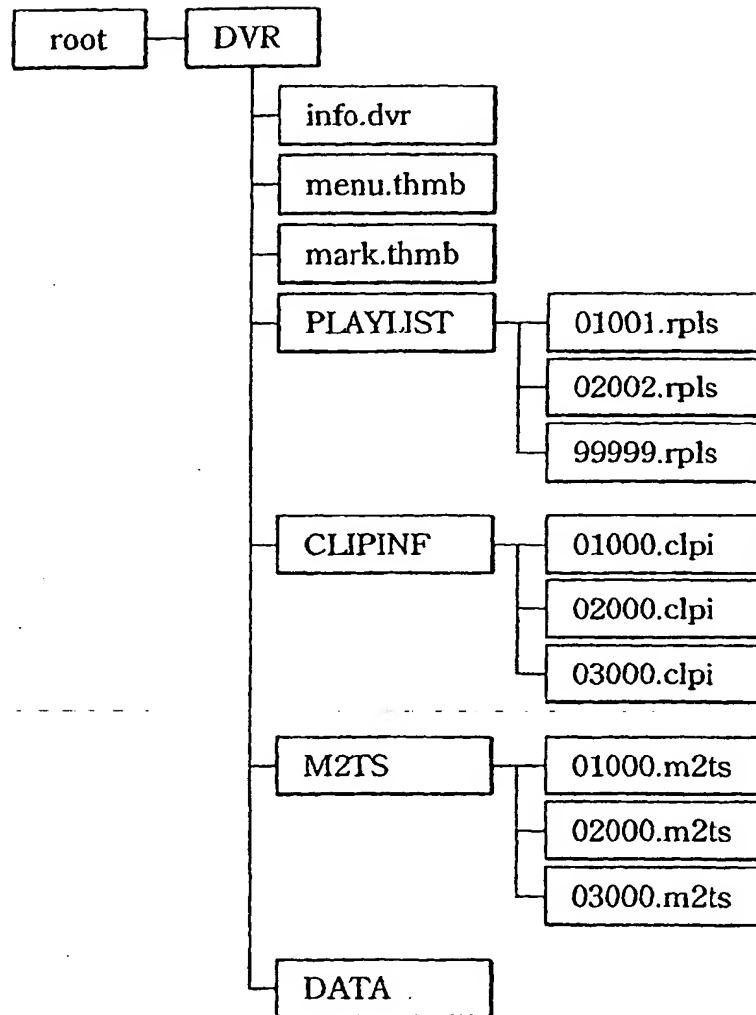 root DVR
info.dvr
menu.thmb
mark.thmb
PLAYLIST 01001.rpls
02002.rpls
99999.rpls
CLIPINF 01000.clpi
02000.clpi
03000.clpi
M2TS 01000.m2ts
02000.m2ts
03000.m2ts
DATA